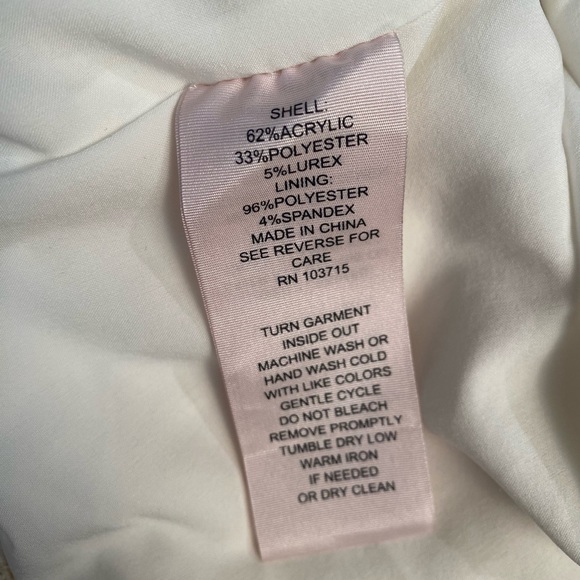 SHELL:
62%ACRYLIC
33%POLYESTER
5%LUREX
LINING:
96%POLYESTER
4%SPANDEX
MADE IN CHINA
SEE REVERSE FOR
CARE
RN 103715
TURN GARMENT
INSIDE OUT
MACHINE WASH OR
HAND WASH COLD
WITH LIKE COLORS
GENTLE CYCLE
DO NOT BLEACH
REMOVE PROMPTLY
TUMBLE DRY LOW
WARM IRON
IF NEEDED
OR DRY CLEAN